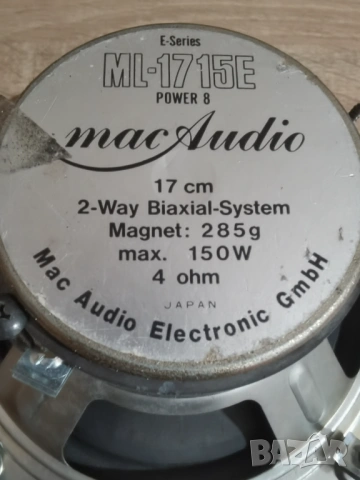 E-Series
ML-1715E
POWER 8
mac Audio
17 cm
2-Way Biaxial-System
Magnet: 285g
max. 150W
4 ohm
JAPAN
Mac Audio Electronic GmbH
BAZAR